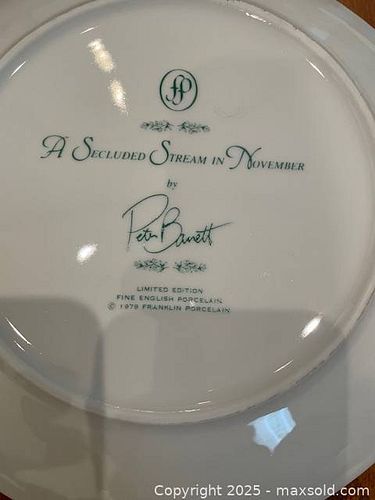 fp
A Secluded Stream in November
by
Peter Barrett
LIMITED EDITION
FINE ENGLISH PORCELAIN
© 1979 FRANKLIN PORCELAIN
Copyright © 2025 - maxsold.com